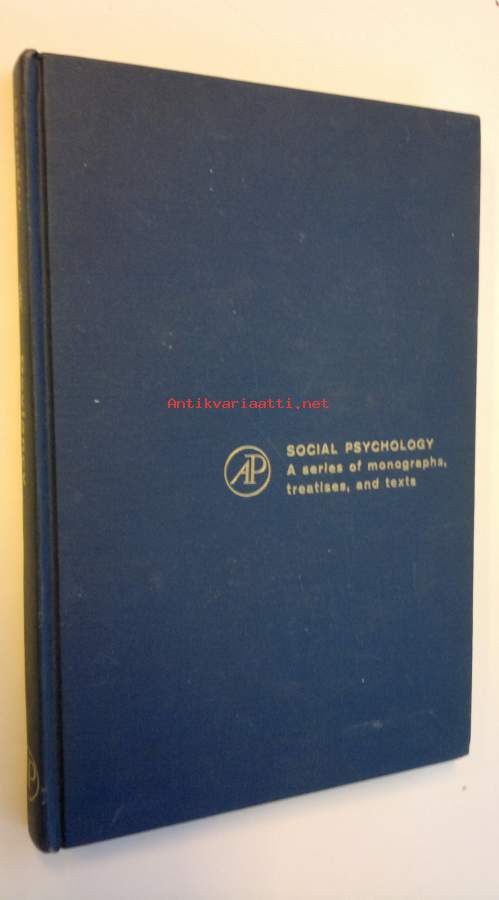 Antikvariaatti.net
AP
SOCIAL PSYCHOLOGY
A series of monographs,
treatises, and texts